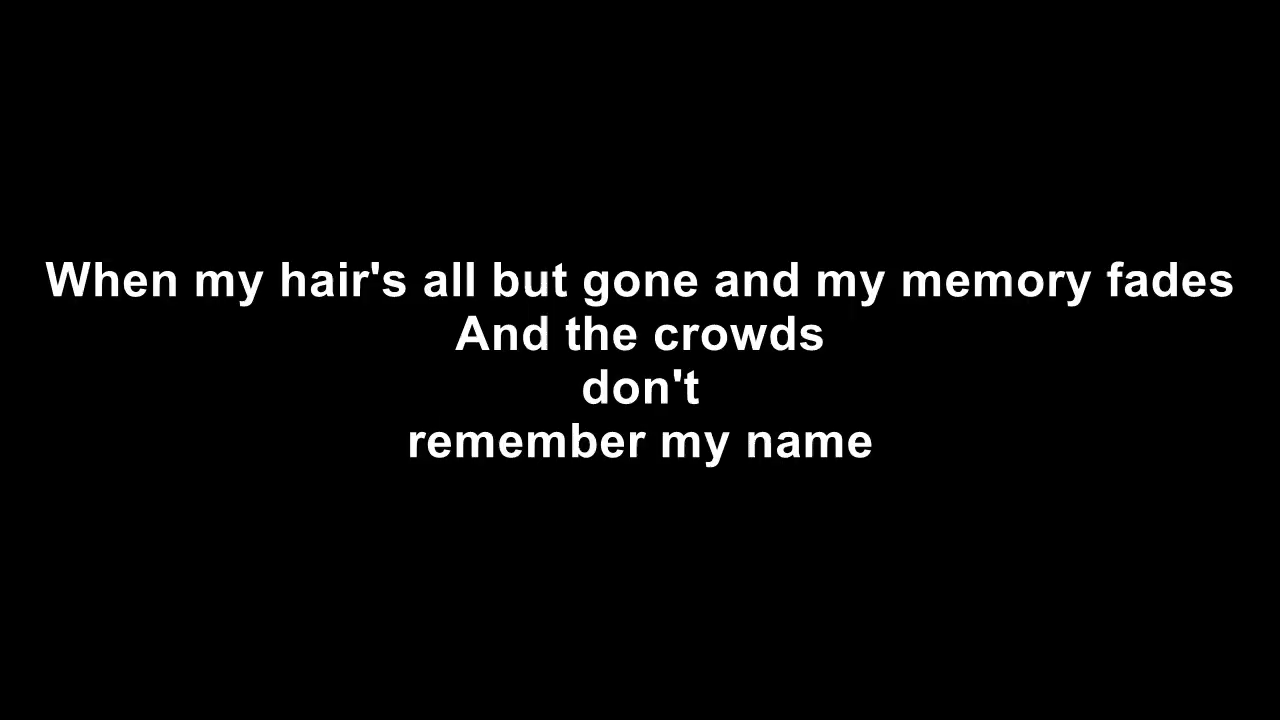 When my hair's all but gone and my memory fades
And the crowds
don't
remember my name